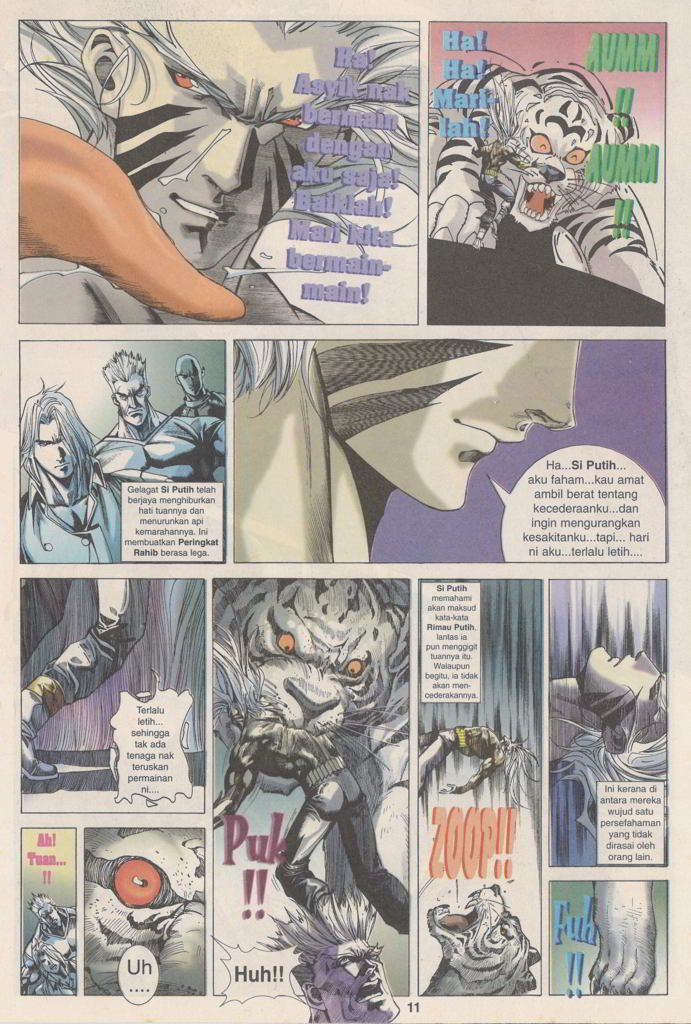 Ha!
Asyik nak
bermain
dengan
aku saja!
Baiklah!
Mari kita
bermain-
main!
Ha!
Ha!
Mari-
lah!
AUMM
!!
AUMM
!!
Gelagat Si Putih telah
berjaya menghiburkan
hati tuannya dan
menurunkan api
kemarahannya. Ini
membuatkan Peringkat
Rahib berasa lega.
Ha...Si Putih...
aku faham...kau amat
ambil berat tentang
kecederaanku...dan
ingin mengurangkan
kesakitanku...tapi... hari
ni aku...terlalu letih....
Terlalu
letih...
sehingga
tak ada
tenaga nak
teruskan
permainan
ni....
Ah!
Tuan...
!!
Uh
....
Puk
!!
Huh!!
Si Putih
memahami
akan maksud
kata-kata
Rimau Putih,
lantas ia
pun menggigit
tuannya itu.
Walaupun
begitu, ia tidak
akan men-
cederakannya.
ZOOP!!
Ini kerana di
antara mereka
wujud satu
persefahaman
yang tidak
dirasai oleh
orang lain.
Fuh
!!
11